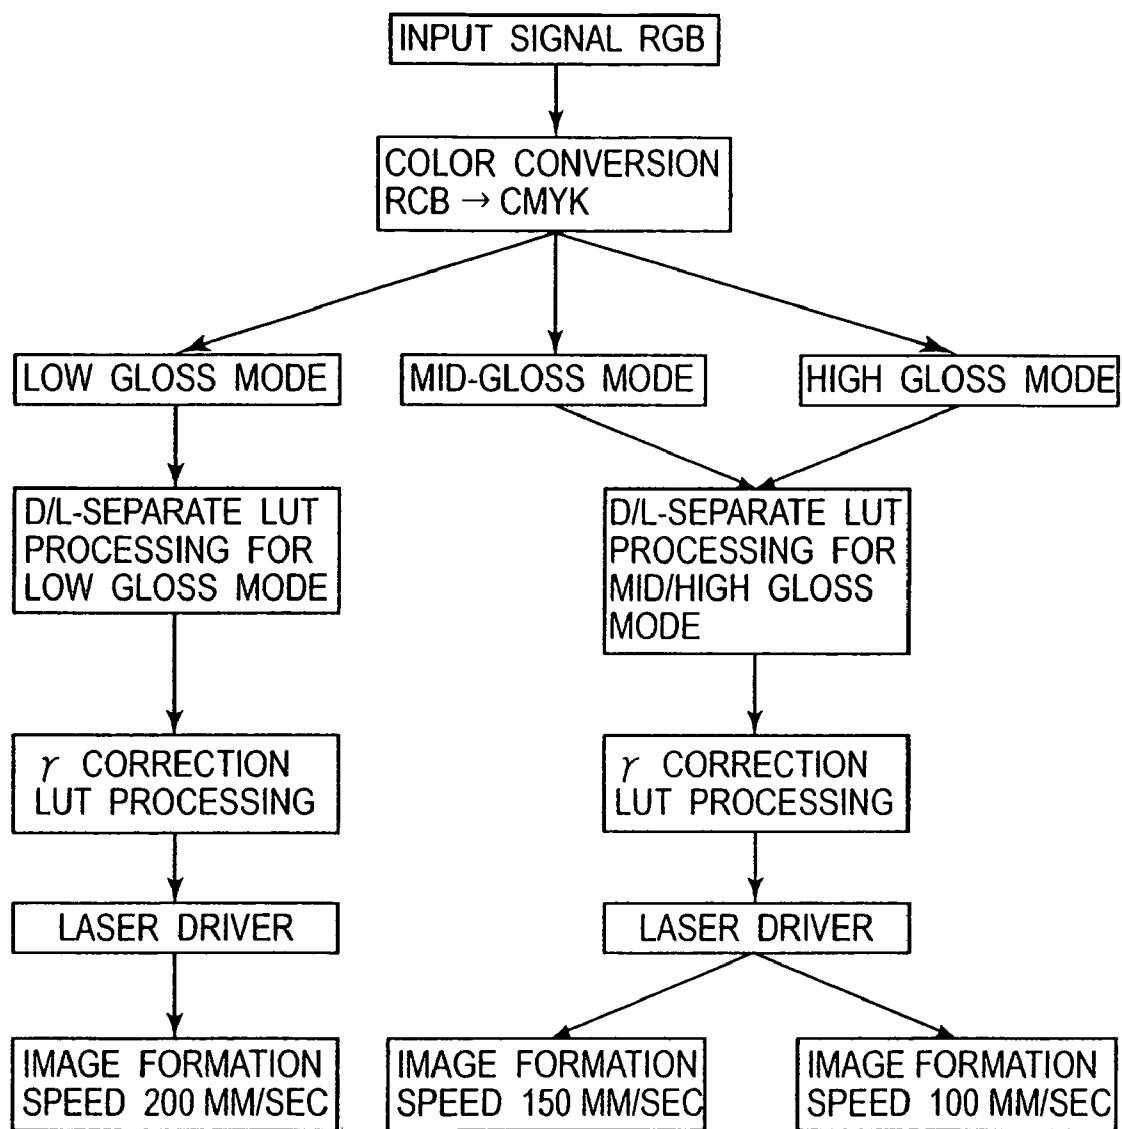 INPUT SIGNAL RGB
COLOR CONVERSION
RCB → CMYK
LOW GLOSS MODE
MID-GLOSS MODE
HIGH GLOSS MODE
D/L-SEPARATE LUT
PROCESSING FOR
LOW GLOSS MODE
D/L-SEPARATE LUT
PROCESSING FOR
MID/HIGH GLOSS
MODE
γ CORRECTION
LUT PROCESSING
γ CORRECTION
LUT PROCESSING
LASER DRIVER
LASER DRIVER
IMAGE FORMATION
SPEED 200 MM/SEC
IMAGE FORMATION
SPEED 150 MM/SEC
IMAGE FORMATION
SPEED 100 MM/SEC